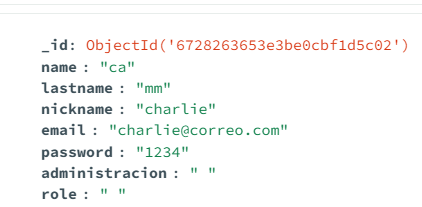 _id: ObjectId('6728263653e3be0cbf1d5c02')
name : "ca"
lastname : "mm"
nickname : "charlie"
email : "charlie@correo.com"
password : "1234"
administracion : " "
role : " "